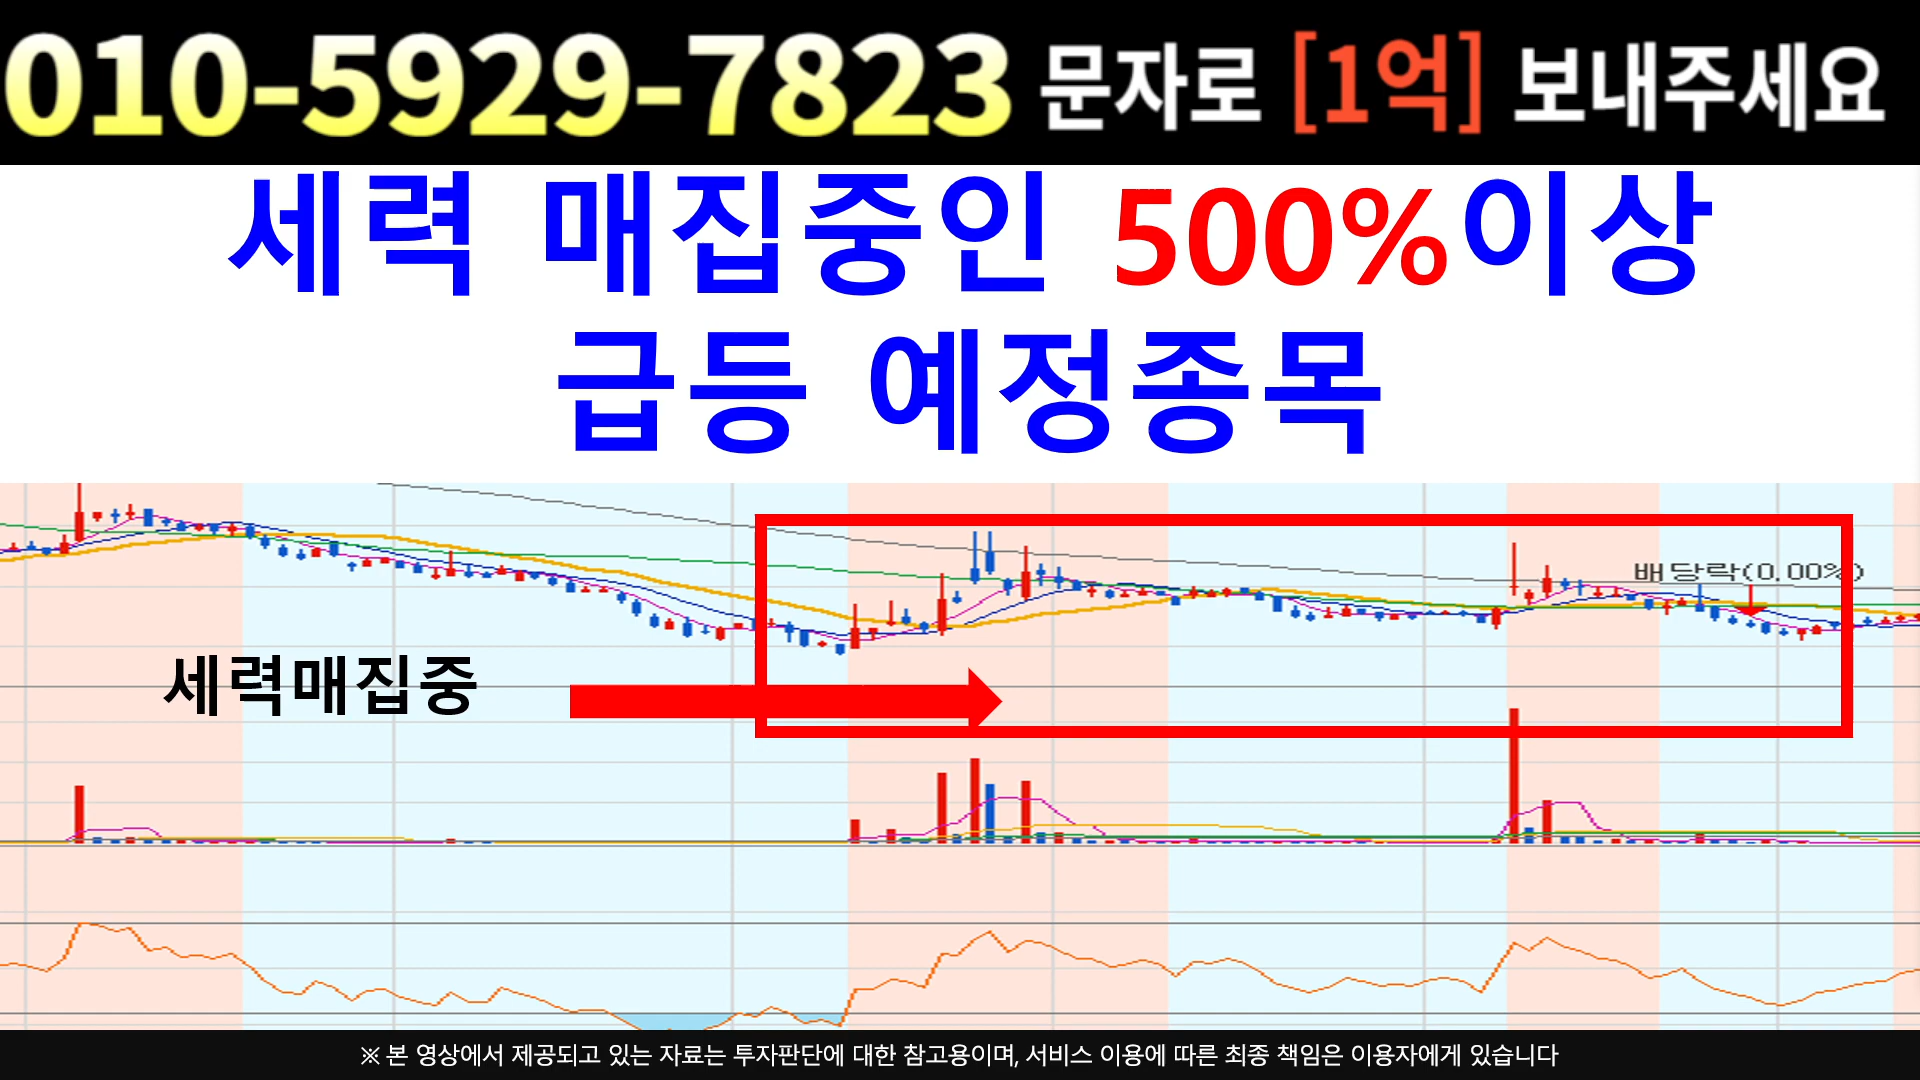 010-5929-7823 문자로 [1억] 보내주세요
세력 매집중인 500%이상
급등 예정종목
배당락(0.00%)
세력매집중
※ 본 영상에서 제공되고 있는 자료는 투자판단에 대한 참고용이며, 서비스 이용에 따른 최종 책임은 이용자에게 있습니다